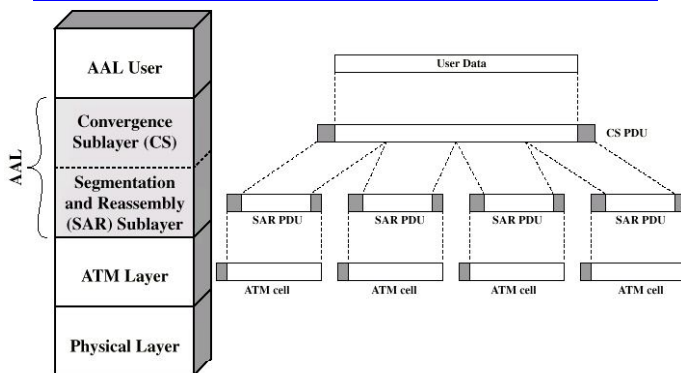 AAL User
Convergence
Sublayer (CS)
Segmentation
and Reassembly
(SAR) Sublayer
ATM Layer
Physical Layer
AAL
User Data
CS PDU
SAR PDU
SAR PDU
SAR PDU
SAR PDU
ATM cell
ATM cell
ATM cell
ATM cell